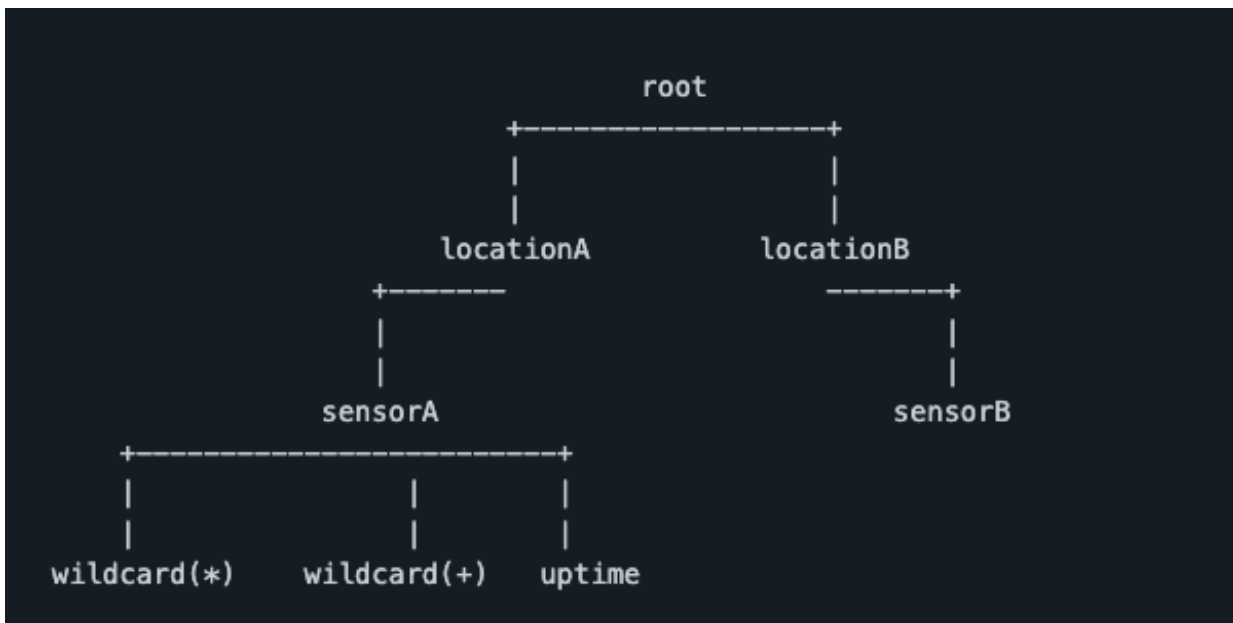 root
+------------------+
| |
| |
locationA locationB
+------- -------+
| |
| |
sensorA sensorB
+-------------------------+
| | |
| | |
wildcard(*) wildcard(+) uptime